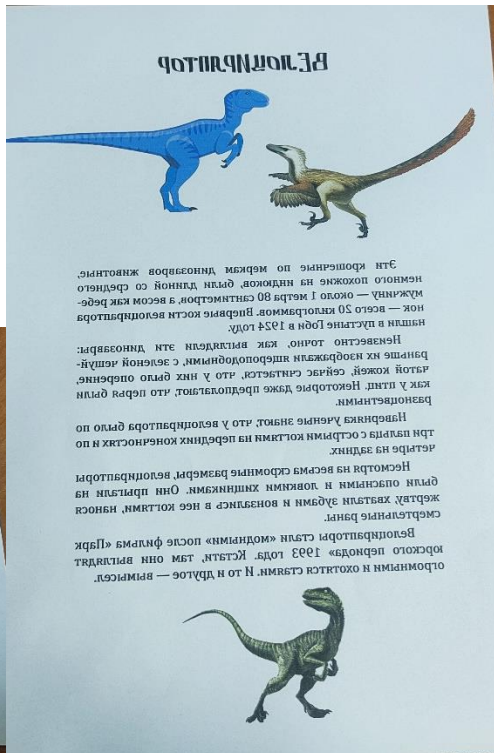 ВЕЛОЦИРАПТОР
Эти крошечные по меркам динозавров животные,
немного похожие на индюков, были длиной со среднего
мужчину — около 1 метра 80 сантиметров, а весом как ребе-
нок — всего 20 килограммов. Впервые кости велоцираптора
нашли в пустыне Гоби в 1924 году.
Неизвестно точно, как выглядели эти динозавры:
раньше их изображали ящероподобными, с зеленой чешуй-
чатой кожей, сейчас считается, что у них было оперение,
как у птиц. Некоторые даже предполагают, что перья были
разноцветными.
Наверняка ученые знают, что у велоцираптора было по
три пальца с острыми когтями на передних конечностях и по
четыре на задних.
Несмотря на весьма скромные размеры, велоцирапторы
были опасными и ловкими хищниками. Они прыгали на
жертву, хватали зубами и вонзались в нее когтями, нанося
смертельные раны.
Велоцирапторы стали «модными» после фильма «Парк
юрского периода» 1993 года. Кстати, там они выглядят
огромными и охотятся стаями. И то и другое — вымысел.